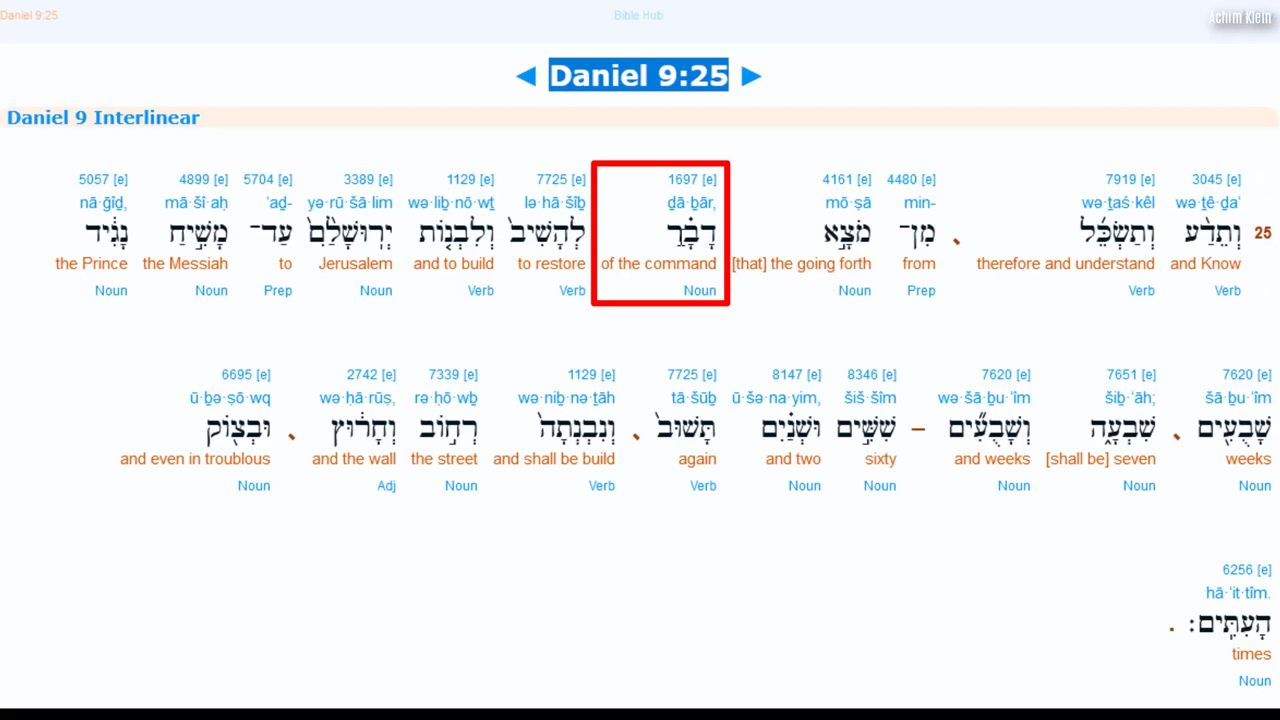 Daniel 9:25 Bible Hub Achim Klein
◄ Daniel 9:25 ►
Daniel 9 Interlinear
3045 [e] 7919 [e] 4480 [e] 4161 [e] 1697 [e] 7725 [e] 1129 [e] 3389 [e] 5704 [e] 4899 [e] 5057 [e]
wə·ṯê·ḏa‘ wə·ṯaś·kêl min- mō·ṣā ḏā·ḇār, lə·hā·šîḇ wə·liḇ·nō·wṯ yə·rū·šā·lim ‘aḏ- mā·šî·aḥ nā·ḡîḏ,
25 וְתֵדַ֨ע וְתַשְׂכֵּ֜ל 、 מִן־ מֹצָ֣א דָבָ֗ר לְהָשִׁיב֙ וְלִבְנ֤וֹת יְרֽוּשָׁלִַ֙ם֙ עַד־ מָשִׁ֣יחַ נָגִ֔יד
and Know therefore and understand from [that] the going forth of the command to restore and to build Jerusalem to the Messiah the Prince
Verb Verb Prep Noun Noun Verb Verb Noun Prep Noun Noun
7620 [e] 7651 [e] 7620 [e] 8346 [e] 8147 [e] 7725 [e] 1129 [e] 7339 [e] 2742 [e] 6695 [e]
šā·ḇu·‘îm šiḇ·‘āh; wə·šā·ḇu·‘îm šiš·šîm ū·šə·na·yim, tā·šūḇ wə·niḇ·nə·ṯāh rə·ḥō·wḇ wə·ḥā·rūṣ, ū·ḇə·ṣō·wq
שָׁבֻעִ֖ים 、 שִׁבְעָ֑ה וְשָׁבֻעִ֞ים – שִׁשִּׁ֣ים וּשְׁנַ֗יִם תָּשׁוּב֙ 、 וְנִבְנְתָה֙ רְח֣וֹב וְחָר֔וּץ 、 וּבְצ֖וֹק
weeks [shall be] seven and weeks sixty and two again and shall be build the street and the wall and even in troublous
Noun Noun Noun Noun Noun Verb Verb Noun Adj Noun
6256 [e]
hā·‘it·tîm.
הָעִתִּֽים׃ .
times
Noun